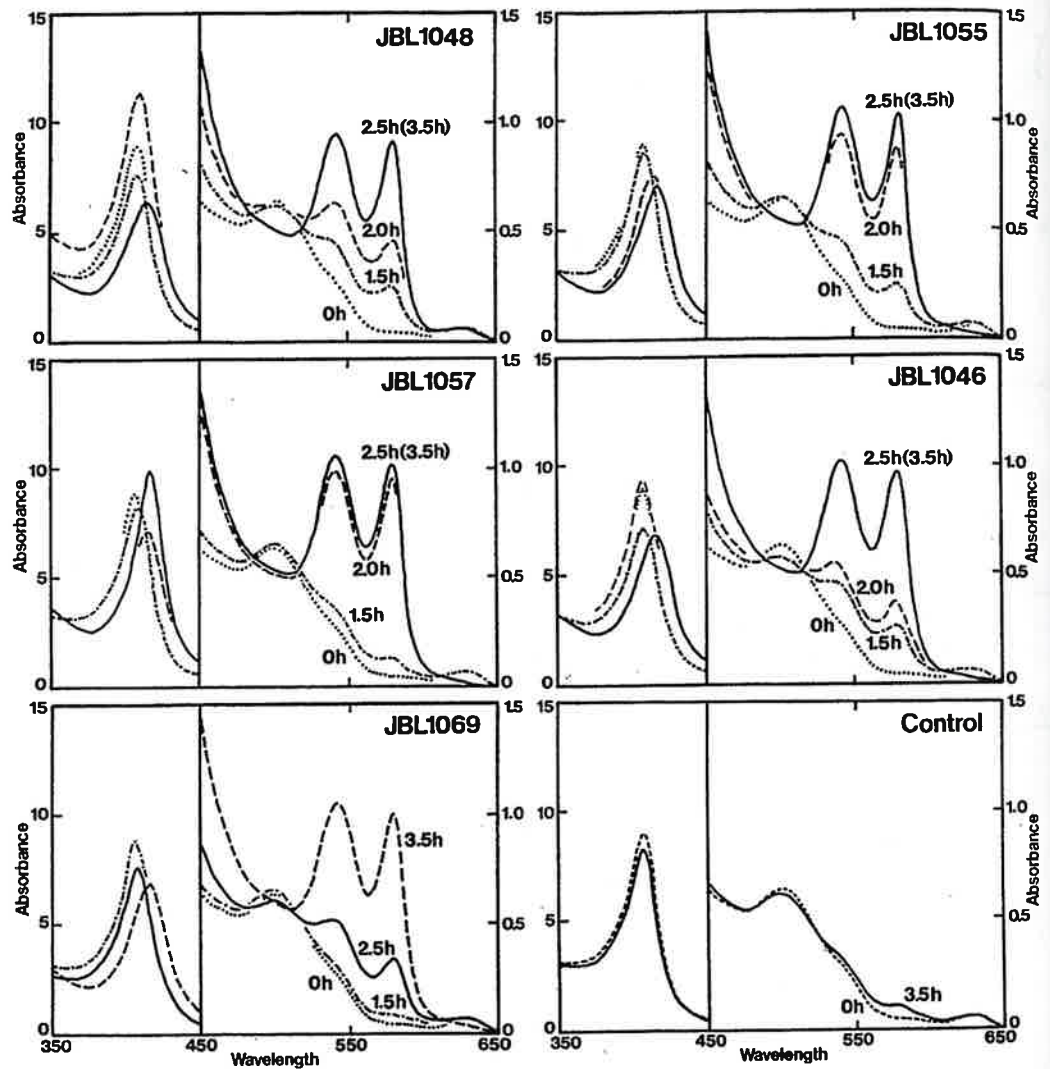 15
10
5
0
Absorbance
JBL1048
2.5h(3.5h)
2.0h
1.5h
0h
1.5
1.0
0.5
0
15
10
5
0
Absorbance
JBL1055
2.5h(3.5h)
2.0h
1.5h
0h
1.5
1.0
0.5
0
Absorbance
15
10
5
0
Absorbance
JBL1057
2.5h(3.5h)
2.0h
1.5h
0h
1.5
1.0
0.5
0
15
10
5
0
Absorbance
JBL1046
2.5h(3.5h)
2.0h
1.5h
0h
1.5
1.0
0.5
0
Absorbance
15
10
5
0
Absorbance
JBL1069
3.5h
2.5h
0h
1.5h
1.5
1.0
0.5
0
350
450
550
650
Wavelength
15
10
5
0
Control
3.5h
0h
1.5
1.0
0.5
0
Absorbance
350
450
550
650
Wavelength